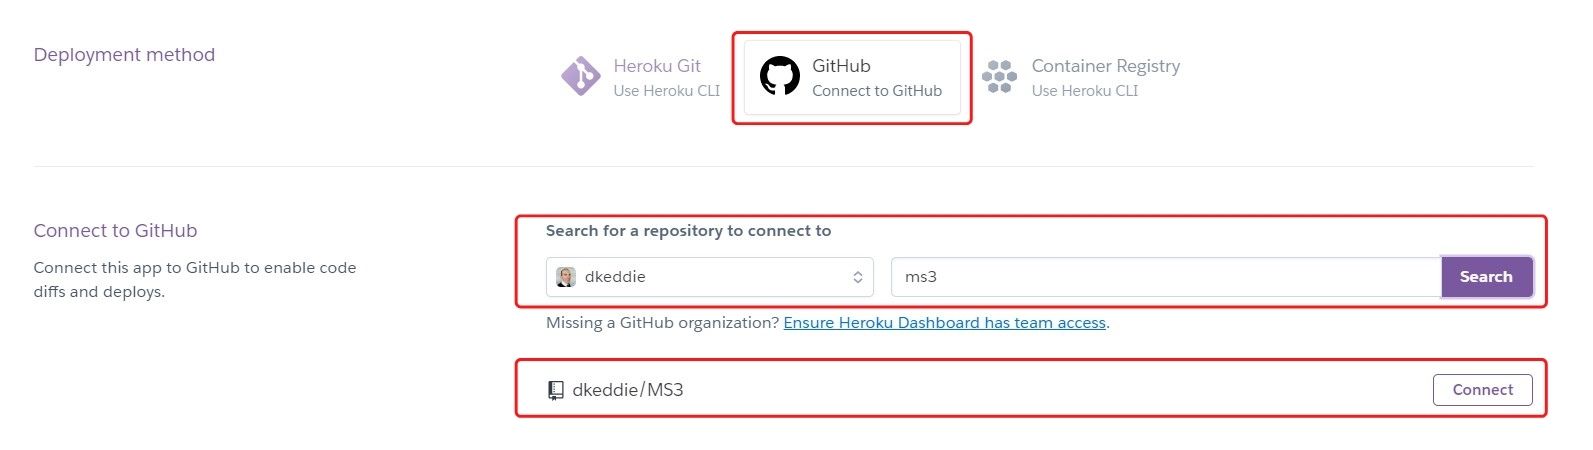 Deployment method
Heroku Git
Use Heroku CLI
GitHub
Connect to GitHub
Container Registry
Use Heroku CLI
Connect to GitHub
Connect this app to GitHub to enable code
diffs and deploys.
Search for a repository to connect to
dkeddie
ms3
Search
Missing a GitHub organization? Ensure Heroku Dashboard has team access.
dkeddie/MS3
Connect